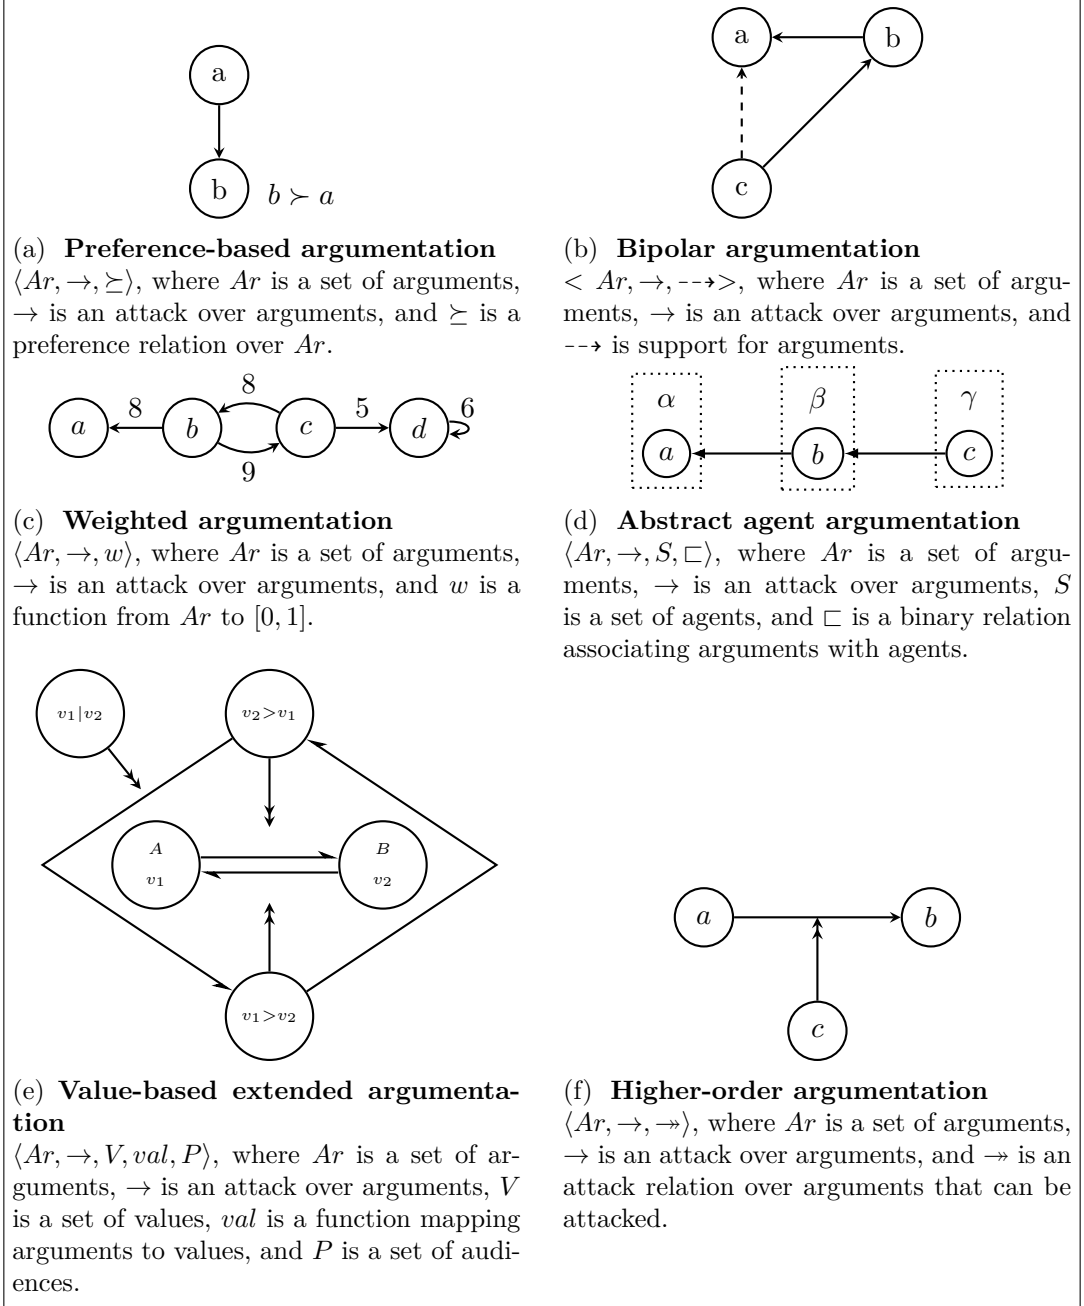 a
b
b ≻ a
(a) Preference-based argumentation
⟨Ar, →, ⪰⟩, where Ar is a set of arguments,
→ is an attack over arguments, and ⪰ is a
preference relation over Ar.
a
b
c
(b) Bipolar argumentation
< Ar, →, ⇢>, where Ar is a set of argu-
ments, → is an attack over arguments, and
⇢ is support for arguments.
a 8 b 8 9 c 5 d 6
(c) Weighted argumentation
⟨Ar, →, w⟩, where Ar is a set of arguments,
→ is an attack over arguments, and w is a
function from Ar to [0, 1].
α β γ
a b c
(d) Abstract agent argumentation
⟨Ar, →, S, ⊏⟩, where Ar is a set of argu-
ments, → is an attack over arguments, S
is a set of agents, and ⊏ is a binary relation
associating arguments with agents.
v₁|v₂
v₂>v₁
A B
v₁ v₂
v₁>v₂
(e) Value-based extended argumenta-
tion
⟨Ar, →, V, val, P⟩, where Ar is a set of ar-
guments, → is an attack over arguments, V
is a set of values, val is a function mapping
arguments to values, and P is a set of audi-
ences.
a b
c
(f) Higher-order argumentation
⟨Ar, →, ↠⟩, where Ar is a set of arguments,
→ is an attack over arguments, and ↠ is an
attack relation over arguments that can be
attacked.